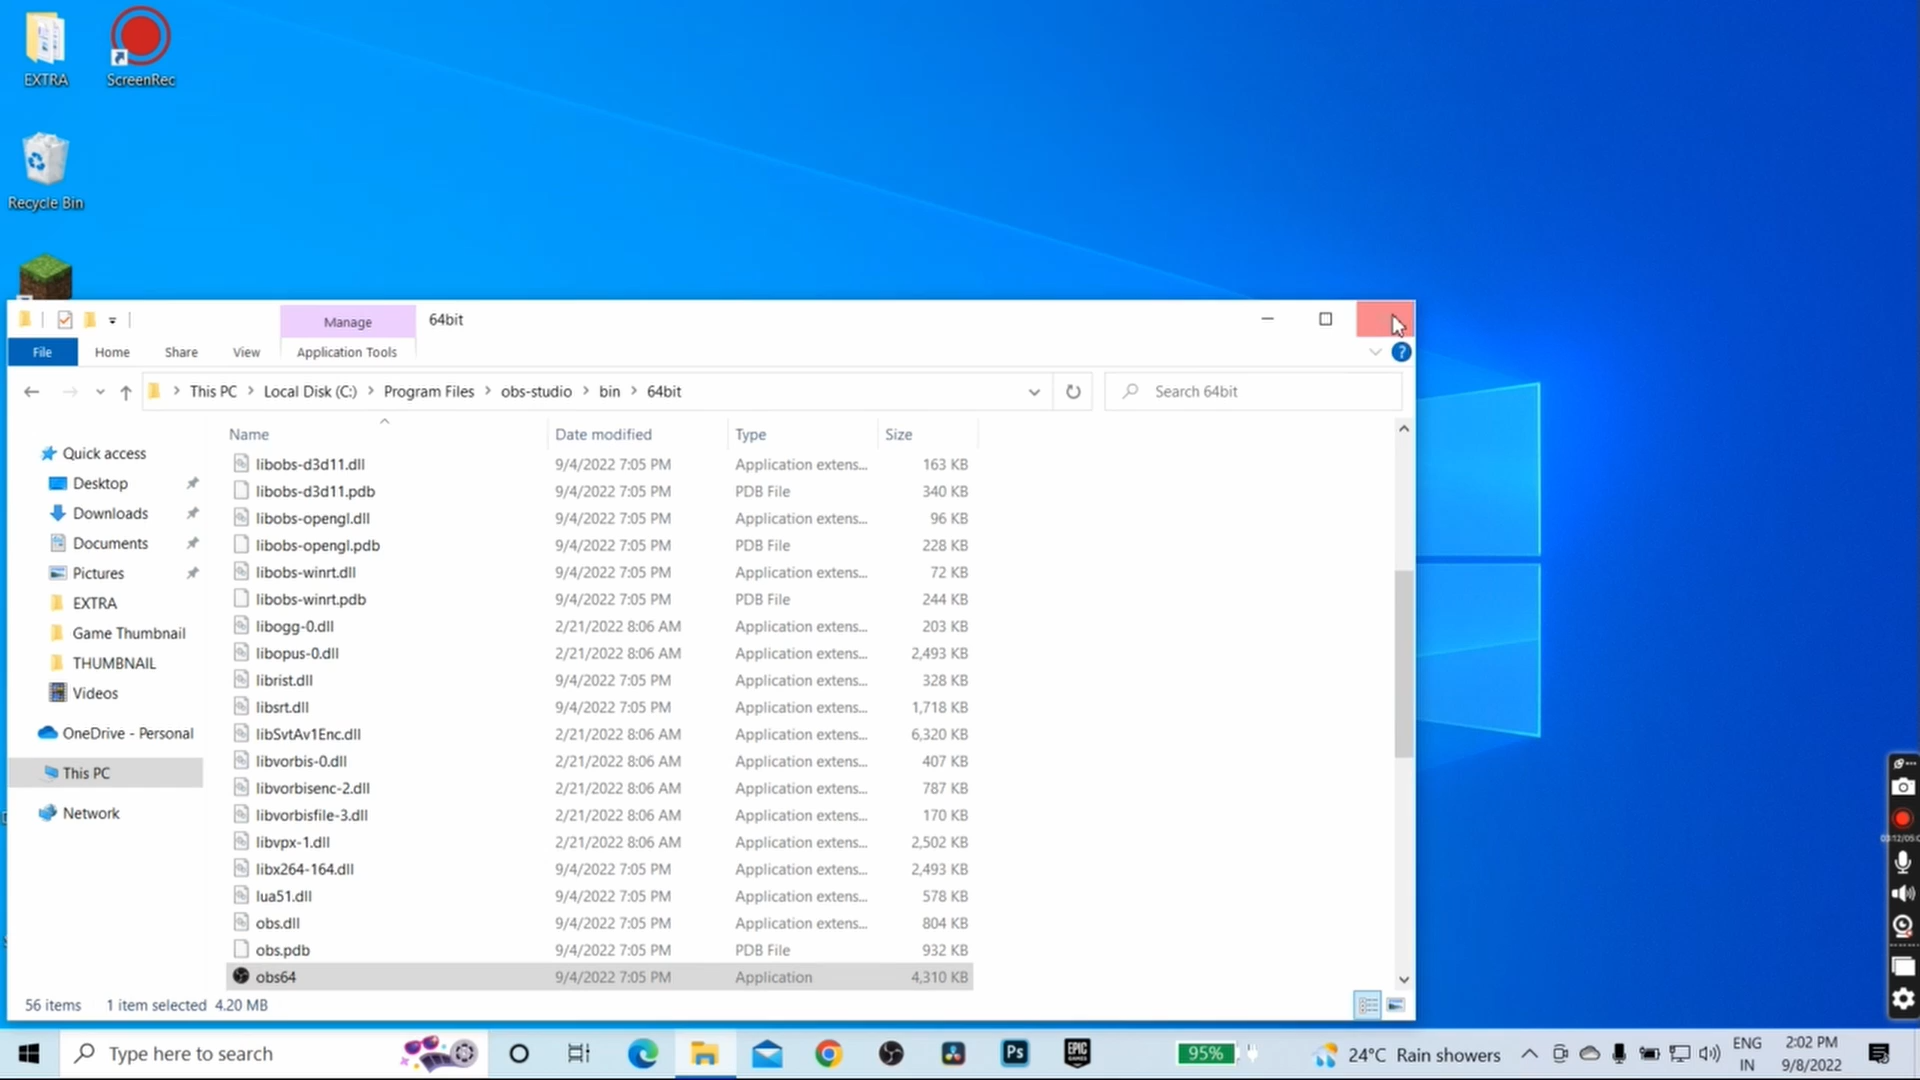 EXTRA
ScreenRec
Recycle Bin
Manage
64bit
File
Home
Share
View
Application Tools
?
This PC > Local Disk (C:) > Program Files > obs-studio > bin > 64bit
Search 64bit
Name Date modified Type Size
Quick access
Desktop
Downloads
Documents
Pictures
EXTRA
Game Thumbnail
THUMBNAIL
Videos
OneDrive - Personal
This PC
Network
libobs-d3d11.dll 9/4/2022 7:05 PM Application extens... 163 KB
libobs-d3d11.pdb 9/4/2022 7:05 PM PDB File 340 KB
libobs-opengl.dll 9/4/2022 7:05 PM Application extens... 96 KB
libobs-opengl.pdb 9/4/2022 7:05 PM PDB File 228 KB
libobs-winrt.dll 9/4/2022 7:05 PM Application extens... 72 KB
libobs-winrt.pdb 9/4/2022 7:05 PM PDB File 244 KB
libogg-0.dll 2/21/2022 8:06 AM Application extens... 203 KB
libopus-0.dll 2/21/2022 8:06 AM Application extens... 2,493 KB
librist.dll 9/4/2022 7:05 PM Application extens... 328 KB
libsrt.dll 9/4/2022 7:05 PM Application extens... 1,718 KB
libSvtAv1Enc.dll 2/21/2022 8:06 AM Application extens... 6,320 KB
libvorbis-0.dll 2/21/2022 8:06 AM Application extens... 407 KB
libvorbisenc-2.dll 2/21/2022 8:06 AM Application extens... 787 KB
libvorbisfile-3.dll 2/21/2022 8:06 AM Application extens... 170 KB
libvpx-1.dll 2/21/2022 8:06 AM Application extens... 2,502 KB
libx264-164.dll 9/4/2022 7:05 PM Application extens... 2,493 KB
lua51.dll 9/4/2022 7:05 PM Application extens... 578 KB
obs.dll 9/4/2022 7:05 PM Application extens... 804 KB
obs.pdb 9/4/2022 7:05 PM PDB File 932 KB
obs64 9/4/2022 7:05 PM Application 4,310 KB
56 items 1 item selected 4.20 MB
Type here to search
Ps
EPIC GAMES
95%
24°C Rain showers
ENG
IN
2:02 PM
9/8/2022